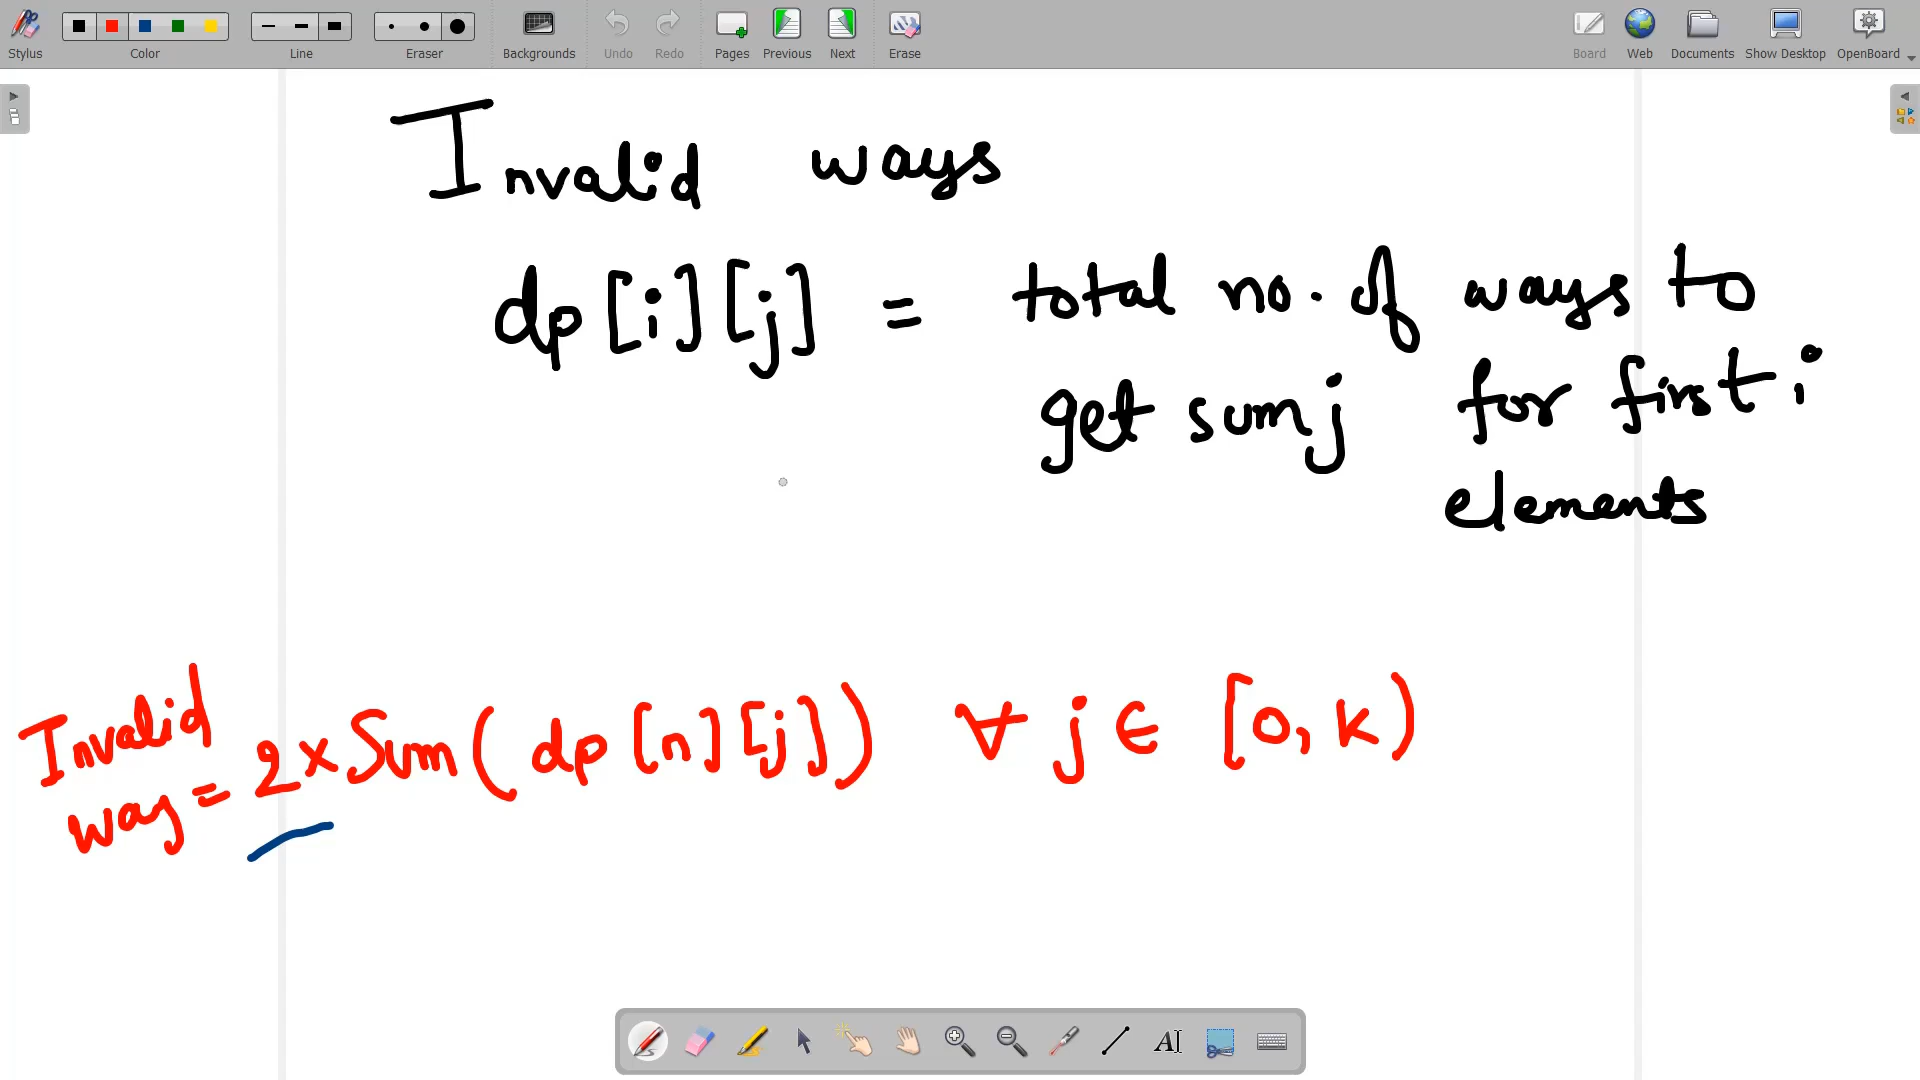 Stylus Color Line Eraser Backgrounds Undo Redo Pages Previous Next Erase Board Web Documents Show Desktop OpenBoard
Invalid ways
dp[i][j] = total no. of ways to
get sum j for first i
elements
Invalid
way = 2 x Sum(dp[n][j]) ∀ j ∈ [0, k)